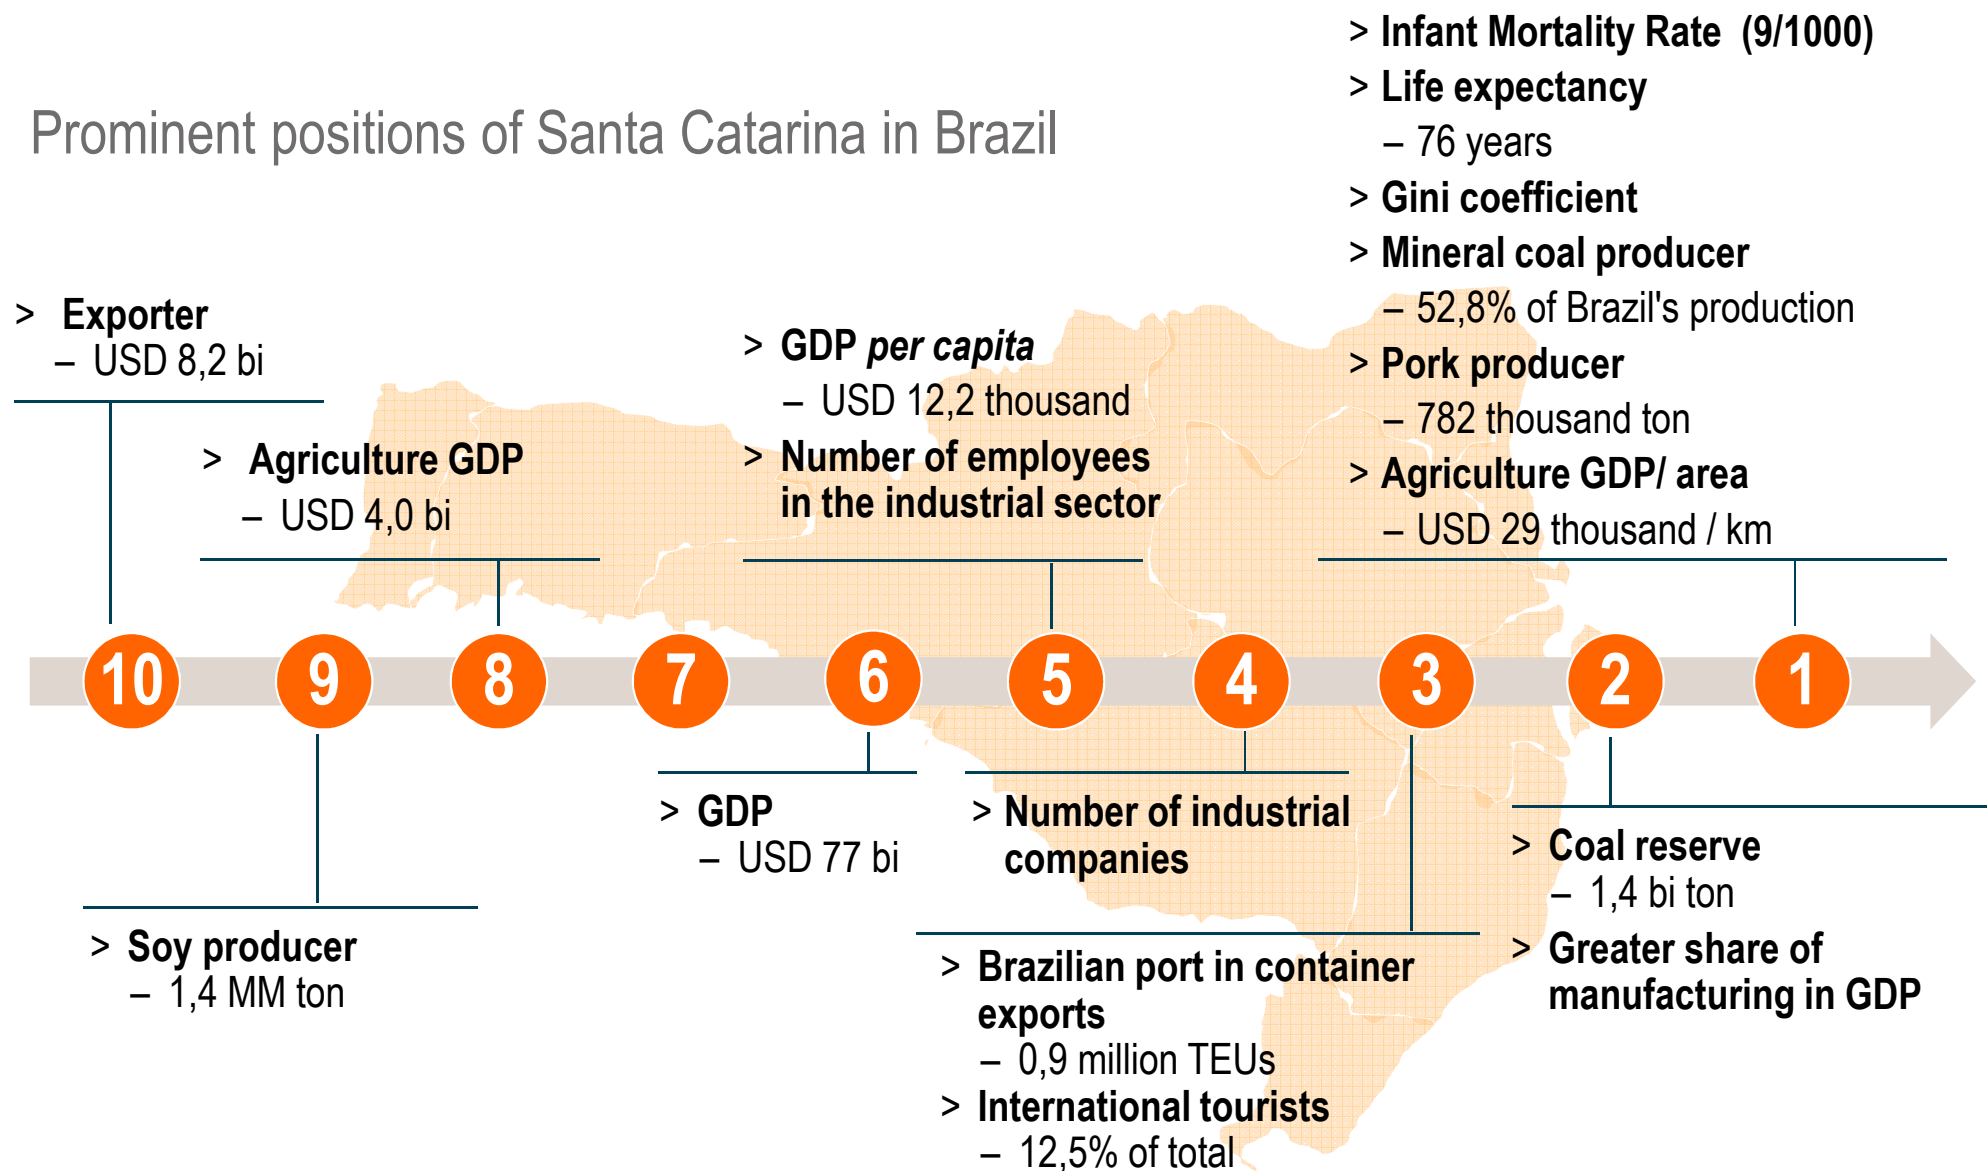 Prominent positions of Santa Catarina in Brazil
> Infant Mortality Rate (9/1000)
> Life expectancy
– 76 years
> Gini coefficient
> Mineral coal producer
– 52,8% of Brazil's production
> Pork producer
– 782 thousand ton
> Agriculture GDP/ area
– USD 29 thousand / km
> Exporter
– USD 8,2 bi
> Agriculture GDP
– USD 4,0 bi
> GDP per capita
– USD 12,2 thousand
> Number of employees
in the industrial sector
10 9 8 7 6 5 4 3 2 1
> Soy producer
– 1,4 MM ton
> GDP
– USD 77 bi
> Number of industrial
companies
> Brazilian port in container
exports
– 0,9 million TEUs
> International tourists
– 12,5% of total
> Coal reserve
– 1,4 bi ton
> Greater share of
manufacturing in GDP